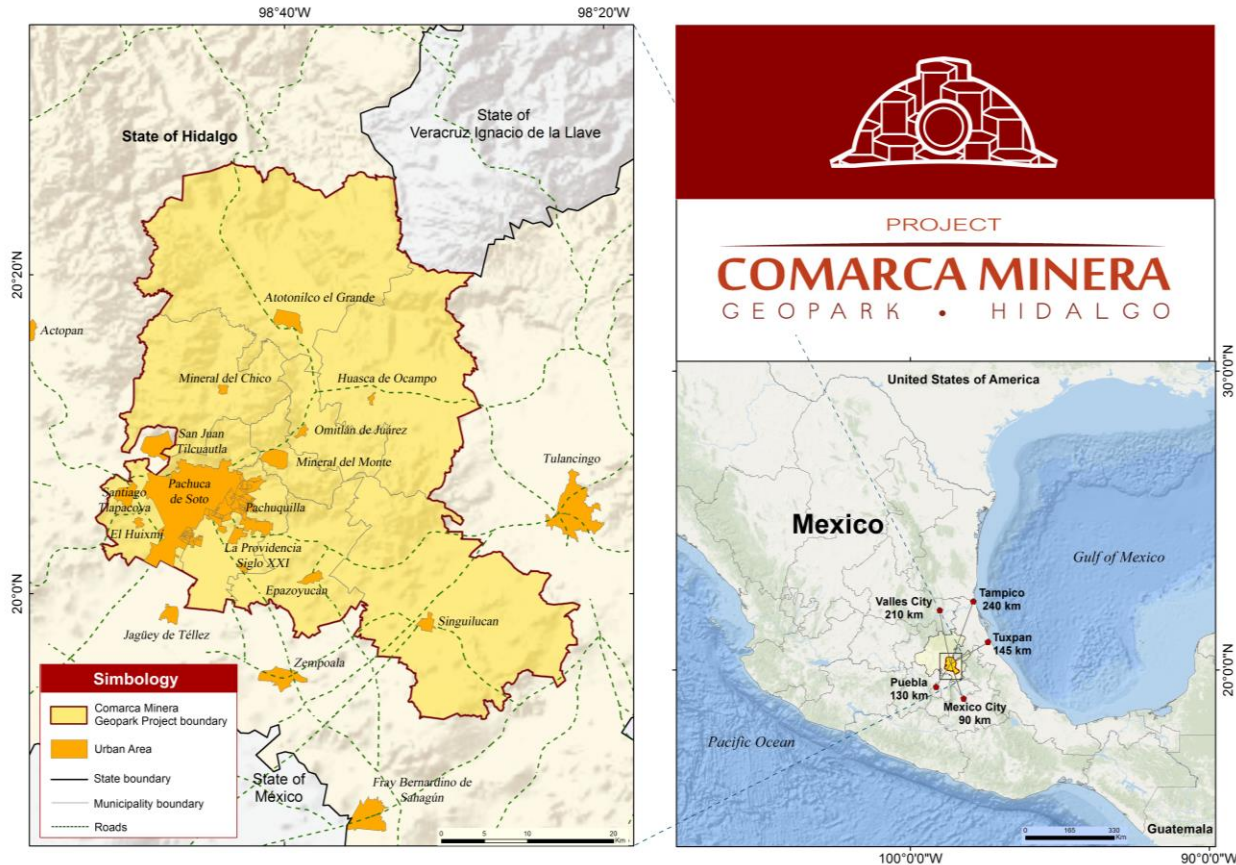 98°40'W
98°20'W
20°20'N
20°0'N
State of
Veracruz Ignacio de la Llave
State of Hidalgo
Atotonilco el Grande
Actopan
Mineral del Chico
Huasca de Ocampo
San Juan
Tilcuautla
Omitlán de Juárez
Mineral del Monte
Tulancingo
Pachuca
de Soto
Santiago
Tlapacoya
Pachuquilla
El Huixmí
La Providencia
Siglo XXI
Epazoyucán
Singuilucan
Jagüey de Téllez
Zempoala
State of
México
Fray Bernardino de
Sahagún
Simbology
Comarca Minera
Geopark Project boundary
Urban Area
State boundary
Municipality boundary
Roads
0 5 10 20
Km
PROJECT
COMARCA MINERA
GEOPARK • HIDALGO
United States of America
30°0'0"N
Mexico
Gulf of Mexico
Valles City
210 km
Tampico
240 km
Tuxpan
145 km
Puebla
130 km
Mexico City
90 km
20°0'0"N
Pacific Ocean
0 165 330
Km
Guatemala
100°0'0"W
90°0'0"W